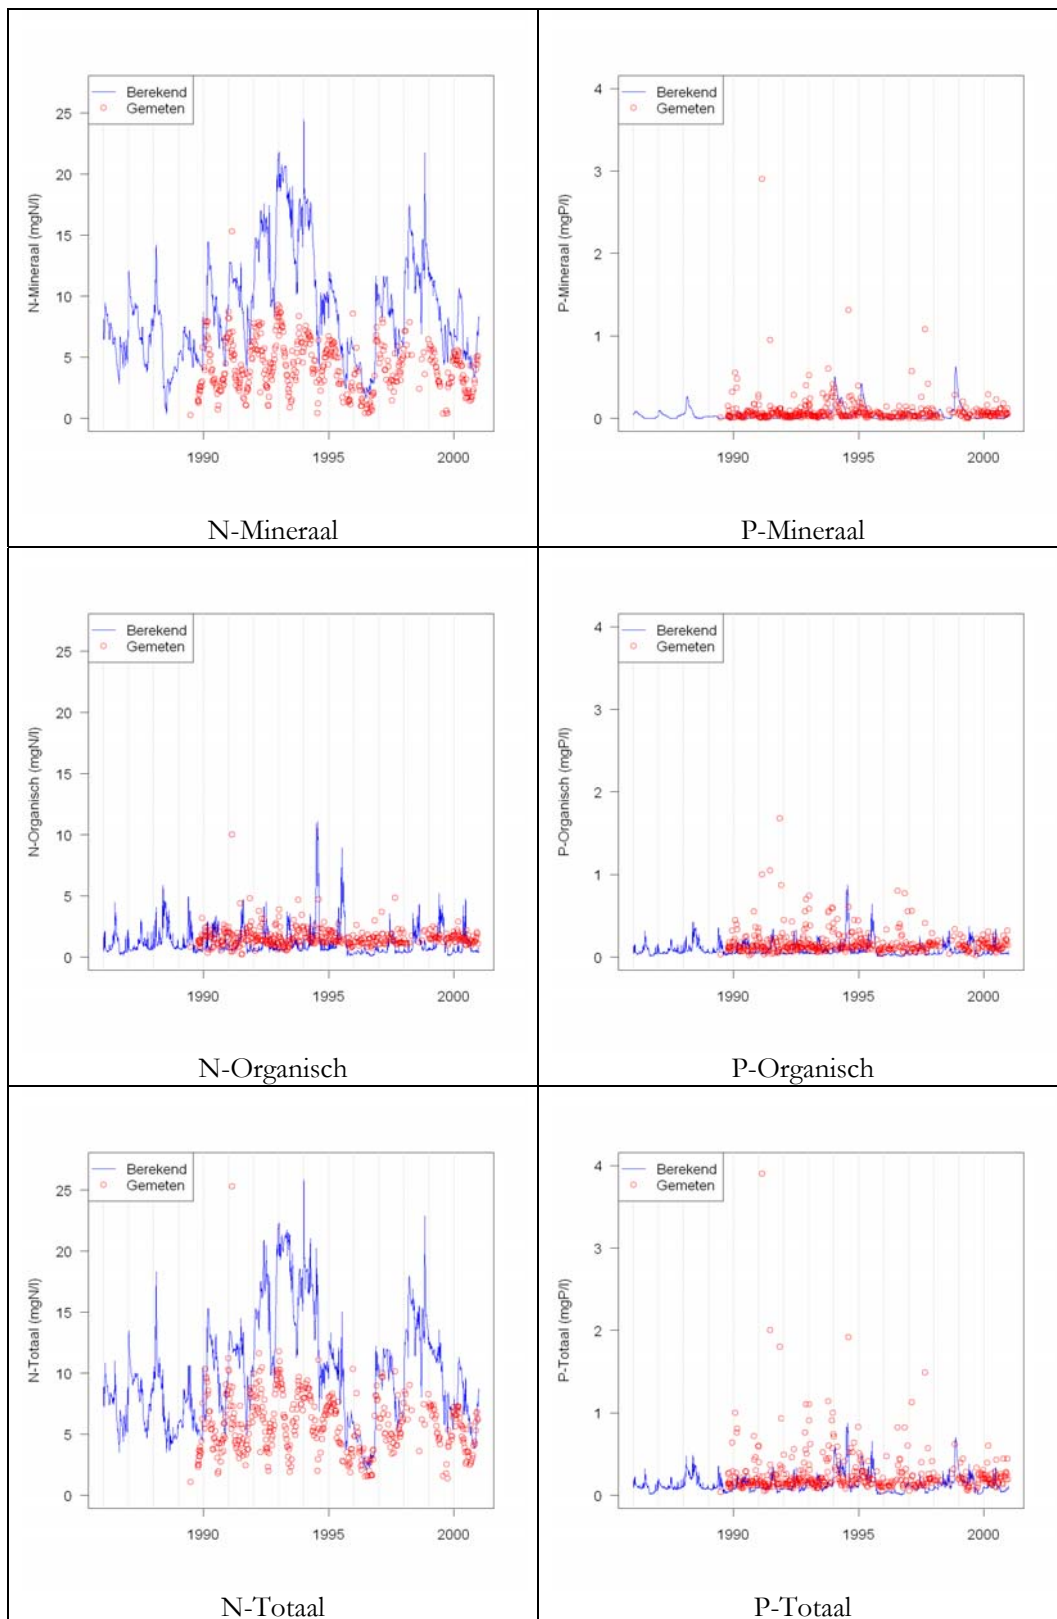 Berekend
Gemeten
N-Mineraal (mgN/l)
25
20
15
10
5
0
1990
1995
2000
N-Mineraal
Berekend
Gemeten
P-Mineraal (mgP/l)
4
3
2
1
0
1990
1995
2000
P-Mineraal
Berekend
Gemeten
N-Organisch (mgN/l)
25
20
15
10
5
0
1990
1995
2000
N-Organisch
Berekend
Gemeten
P-Organisch (mgP/l)
4
3
2
1
0
1990
1995
2000
P-Organisch
Berekend
Gemeten
N-Totaal (mgN/l)
25
20
15
10
5
0
1990
1995
2000
N-Totaal
Berekend
Gemeten
P-Totaal (mgP/l)
4
3
2
1
0
1990
1995
2000
P-Totaal